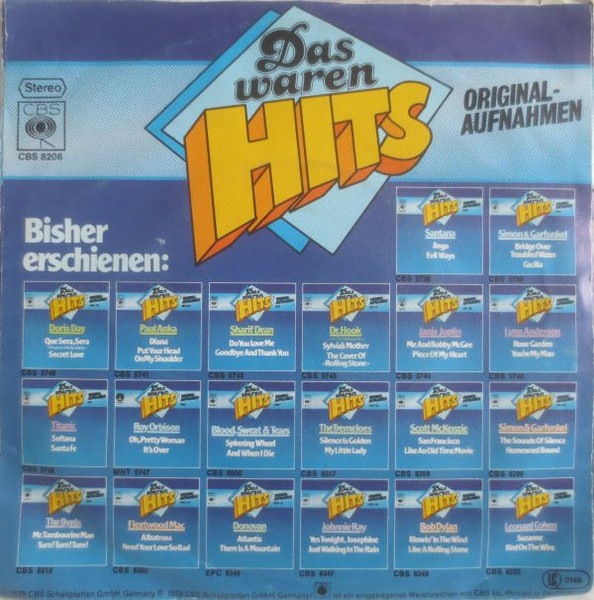 Das
waren
HITS
Stereo
CBS
CBS 8208
ORIGINAL-
AUFNAHMEN
Bisher
erschienen:
Santana
Jingo
Evil Ways
Simon & Garfunkel
Bridge Over
Troubled Water
Cecilia
Doris Day
Que Sera, Sera
Secret Love
CBS 5740
Paul Anka
Diana
Put Your Head
On My Shoulder
CBS 5741
Sharif Dean
Do You Love Me
Goodbye And Thank You
CBS 5742
Dr. Hook
Sylvia's Mother
The Cover Of
«Rolling Stone»
CBS 5743
Janis Joplin
Me And Bobby McGee
Piece Of My Heart
CBS 5744
Lynn Anderson
Rose Garden
You're My Man
CBS 5745
Titanic
Sultana
Santa Fe
Roy Orbison
Oh, Pretty Woman
It's Over
MNT 5747
Blood, Sweat & Tears
Spinning Wheel
And When I Die
The Tremeloes
Silence Is Golden
My Little Lady
Scott McKenzie
San Francisco
Like An Old Time Movie
Simon & Garfunkel
The Sounds Of Silence
Homeward Bound
The Byrds
Mr. Tambourine Man
Turn! Turn! Turn!
Fleetwood Mac
Albatross
Need Your Love So Bad
Donovan
Atlantis
There Is A Mountain
Johnnie Ray
Yes Tonight, Josephine
Just Walking In The Rain
CBS 8347
Bob Dylan
Blowin' In The Wind
Like A Rolling Stone
Leonard Cohen
Suzanne
Bird On The Wire
CBS Schallplatten GmbH Germany
ist ein eingetragenes Warenzeichen von CBS Inc.